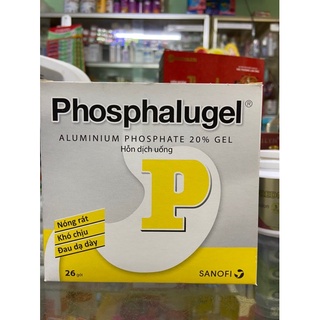 Phosphalugel®
ALUMINIUM PHOSPHATE 20% GEL
Hỗn dịch uống
P
Nóng rát
Khó chịu
Đau dạ dày
26 gói
SANOFI